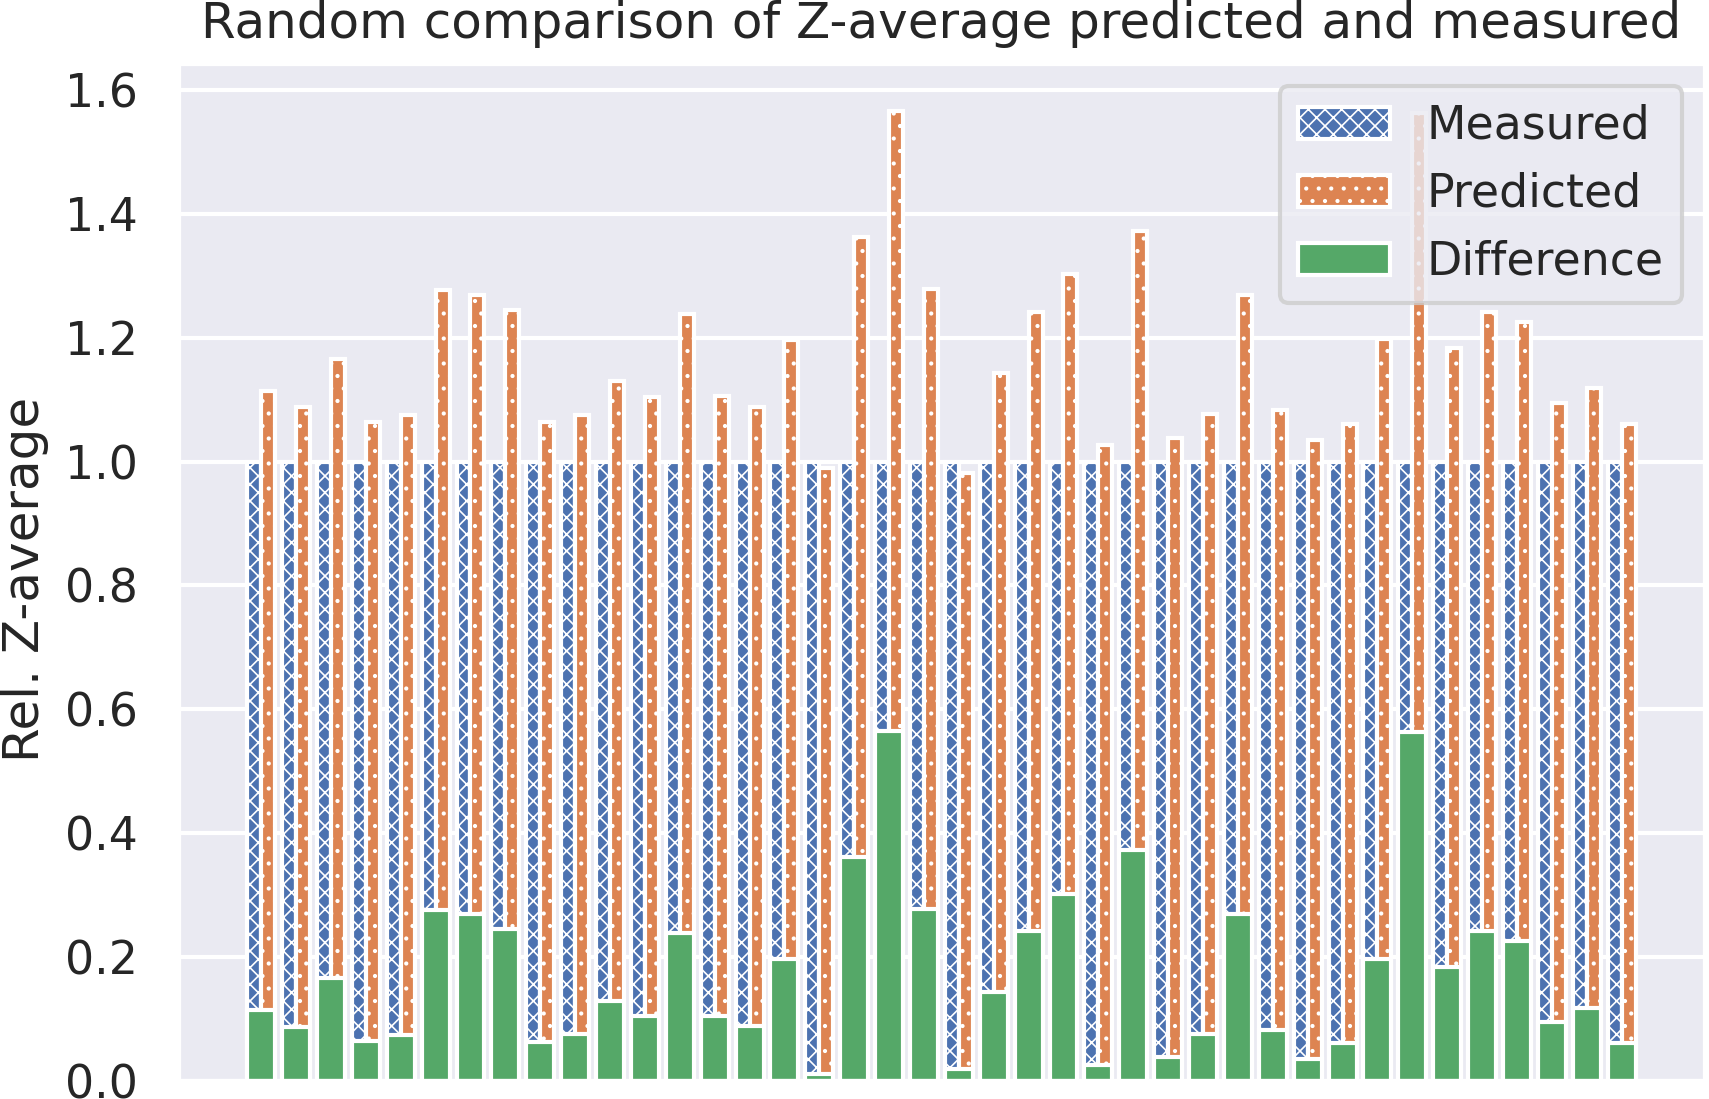 Random comparison of Z-average predicted and measured
Rel. Z-average
1.6
1.4
1.2
1.0
0.8
0.6
0.4
0.2
0.0
Measured
Predicted
Difference